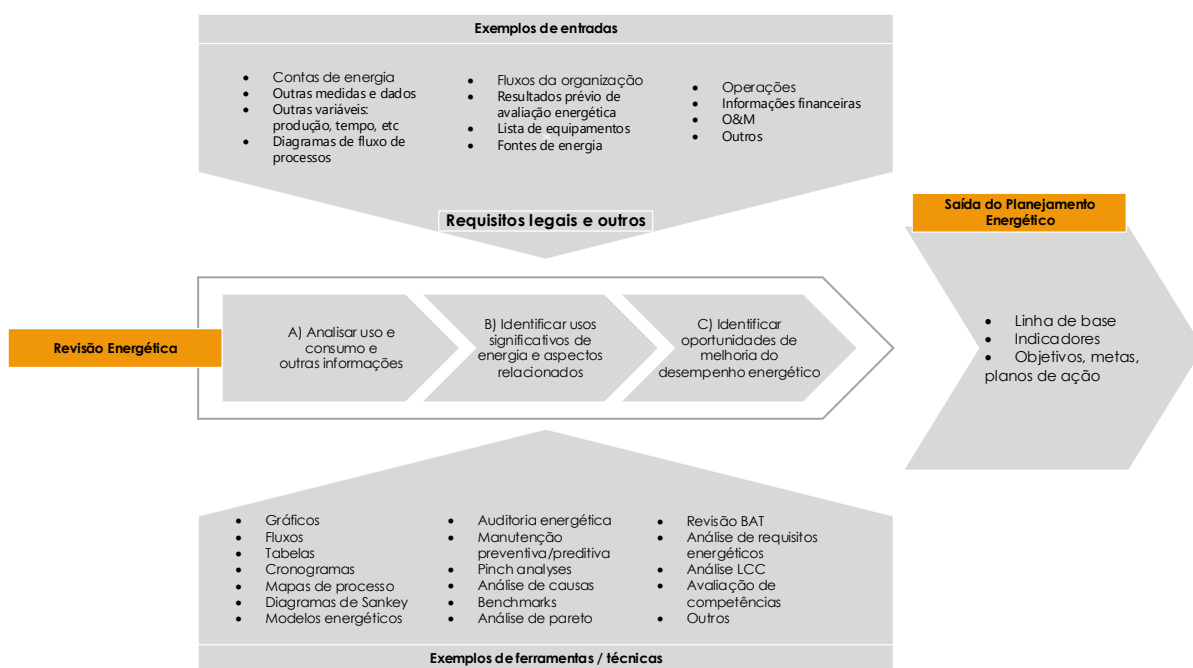 Exemplos de entradas
• Contas de energia
• Outras medidas e dados
• Outras variáveis:
produção, tempo, etc
• Diagramas de fluxo de
processos
• Fluxos da organização
• Resultados prévio de
avaliação energética
• Lista de equipamentos
• Fontes de energia
• Operações
• Informações financeiras
• O&M
• Outros
Requisitos legais e outros
Saída do Planejamento
Energético
Revisão Energética
A) Analisar uso e
consumo e
outras informações
B) Identificar usos
significativos de
energia e aspectos
relacionados
C) Identificar
oportunidades de
melhoria do
desempenho energético
• Linha de base
• Indicadores
• Objetivos, metas,
planos de ação
• Gráficos
• Fluxos
• Tabelas
• Cronogramas
• Mapas de processo
• Diagramas de Sankey
• Modelos energéticos
• Auditoria energética
• Manutenção
preventiva/preditiva
• Pinch analyses
• Análise de causas
• Benchmarks
• Análise de pareto
• Revisão BAT
• Análise de requisitos
energéticos
• Análise LCC
• Avaliação de
competências
• Outros
Exemplos de ferramentas / técnicas